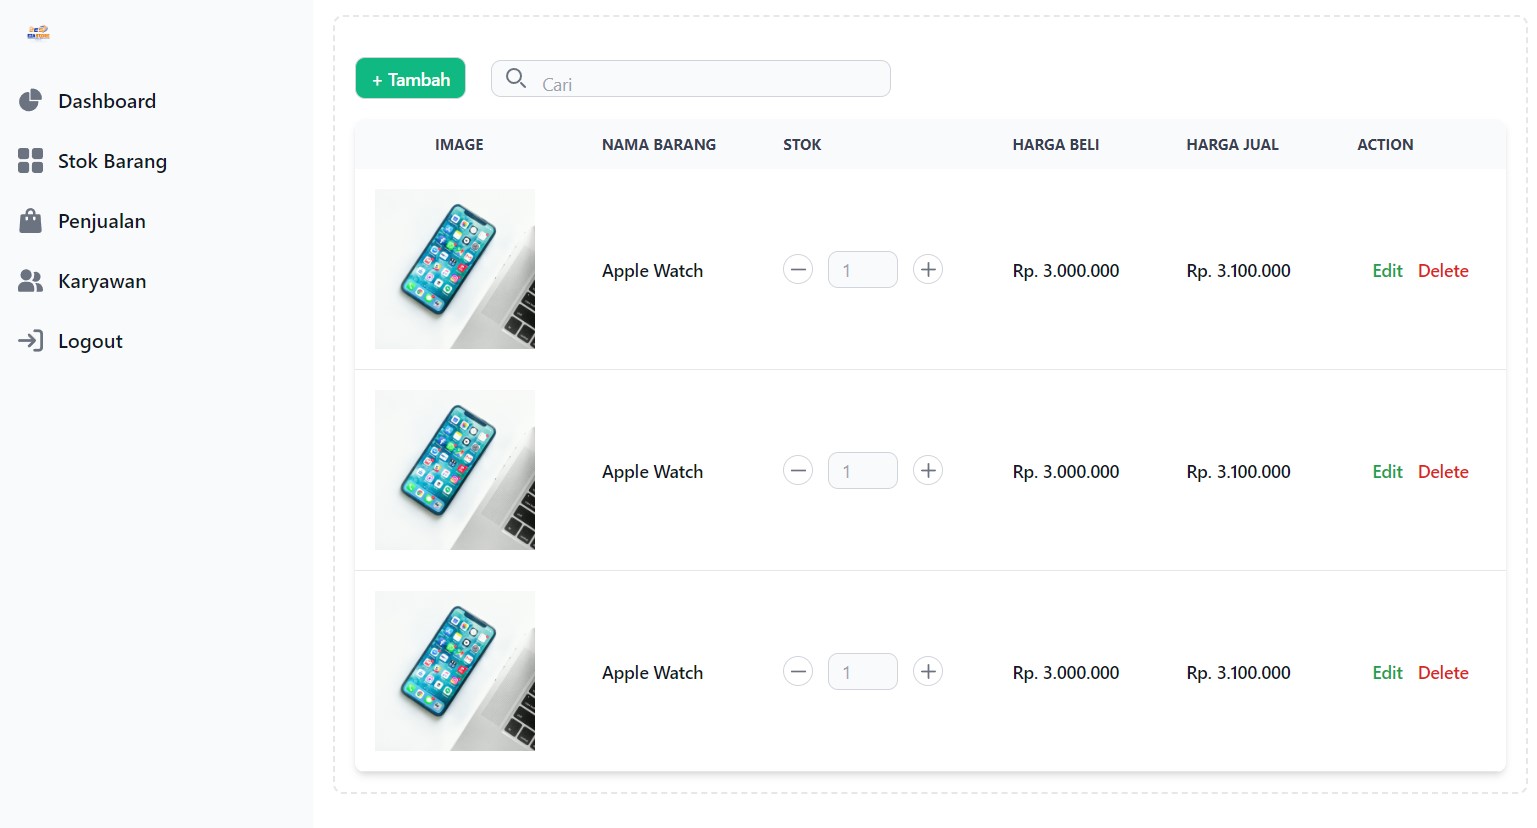 Dashboard
Stok Barang
Penjualan
Karyawan
Logout
+ Tambah
Cari
IMAGE NAMA BARANG STOK HARGA BELI HARGA JUAL ACTION
Apple Watch 1 Rp. 3.000.000 Rp. 3.100.000 Edit Delete
Apple Watch 1 Rp. 3.000.000 Rp. 3.100.000 Edit Delete
Apple Watch 1 Rp. 3.000.000 Rp. 3.100.000 Edit Delete